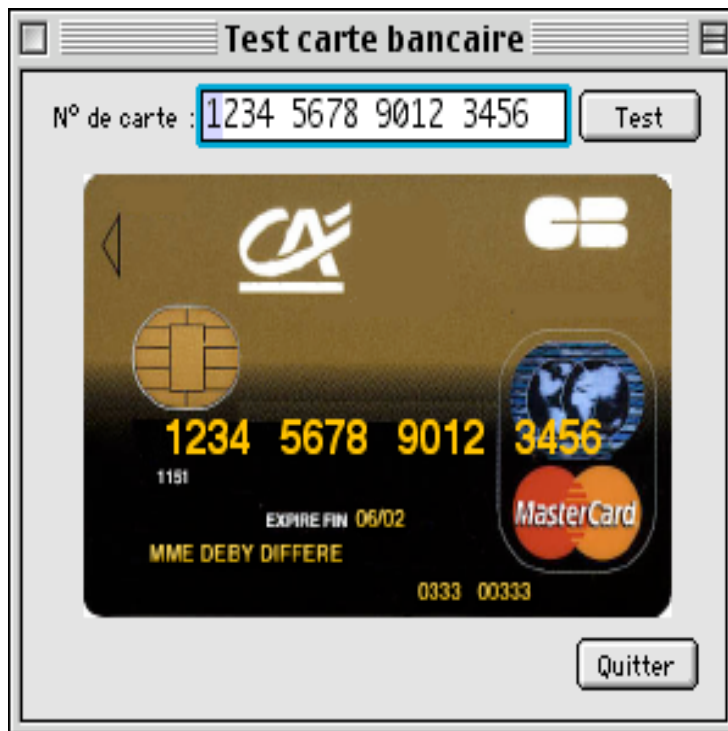 Test carte bancaire
N° de carte : 1234 5678 9012 3456 Test
CA CB
1234 5678 9012 3456
1151
EXPIRE FIN 06/02 MasterCard
MME DEBY DIFFERE
0333 00333
Quitter